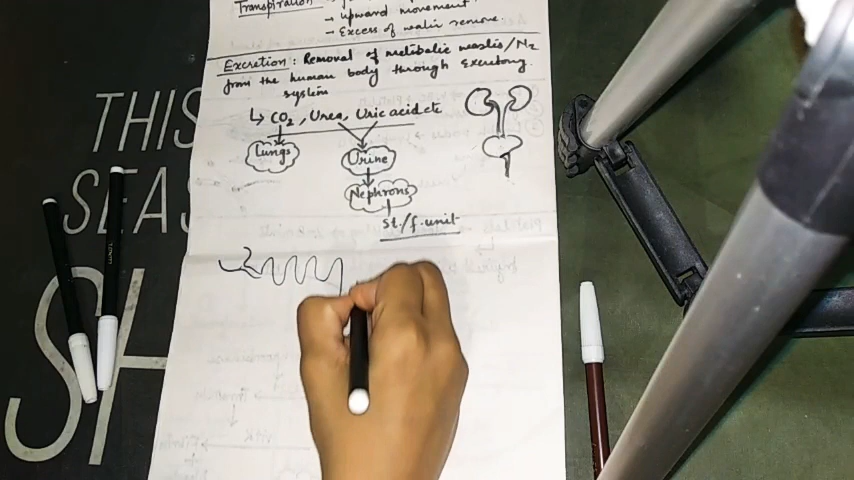 Transpiration
→ upward movement
→ Excess of water remove.
Excretion : Removal of metabolic wastes/N2
from the human body through Excretory
system
↳ CO2, Urea, Uric acid etc
Lungs
Urine
Nephrons
st./f. unit
THIS
SEAS
SH